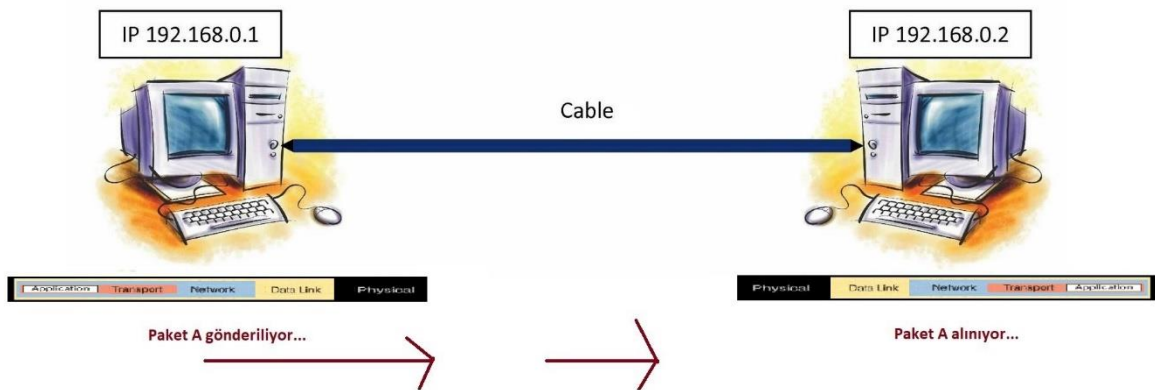 IP 192.168.0.1
IP 192.168.0.2
Cable
Application Transport Network Data Link Physical
Physical Data Link Network Transport Application
Paket A gönderiliyor...
Paket A alınıyor...